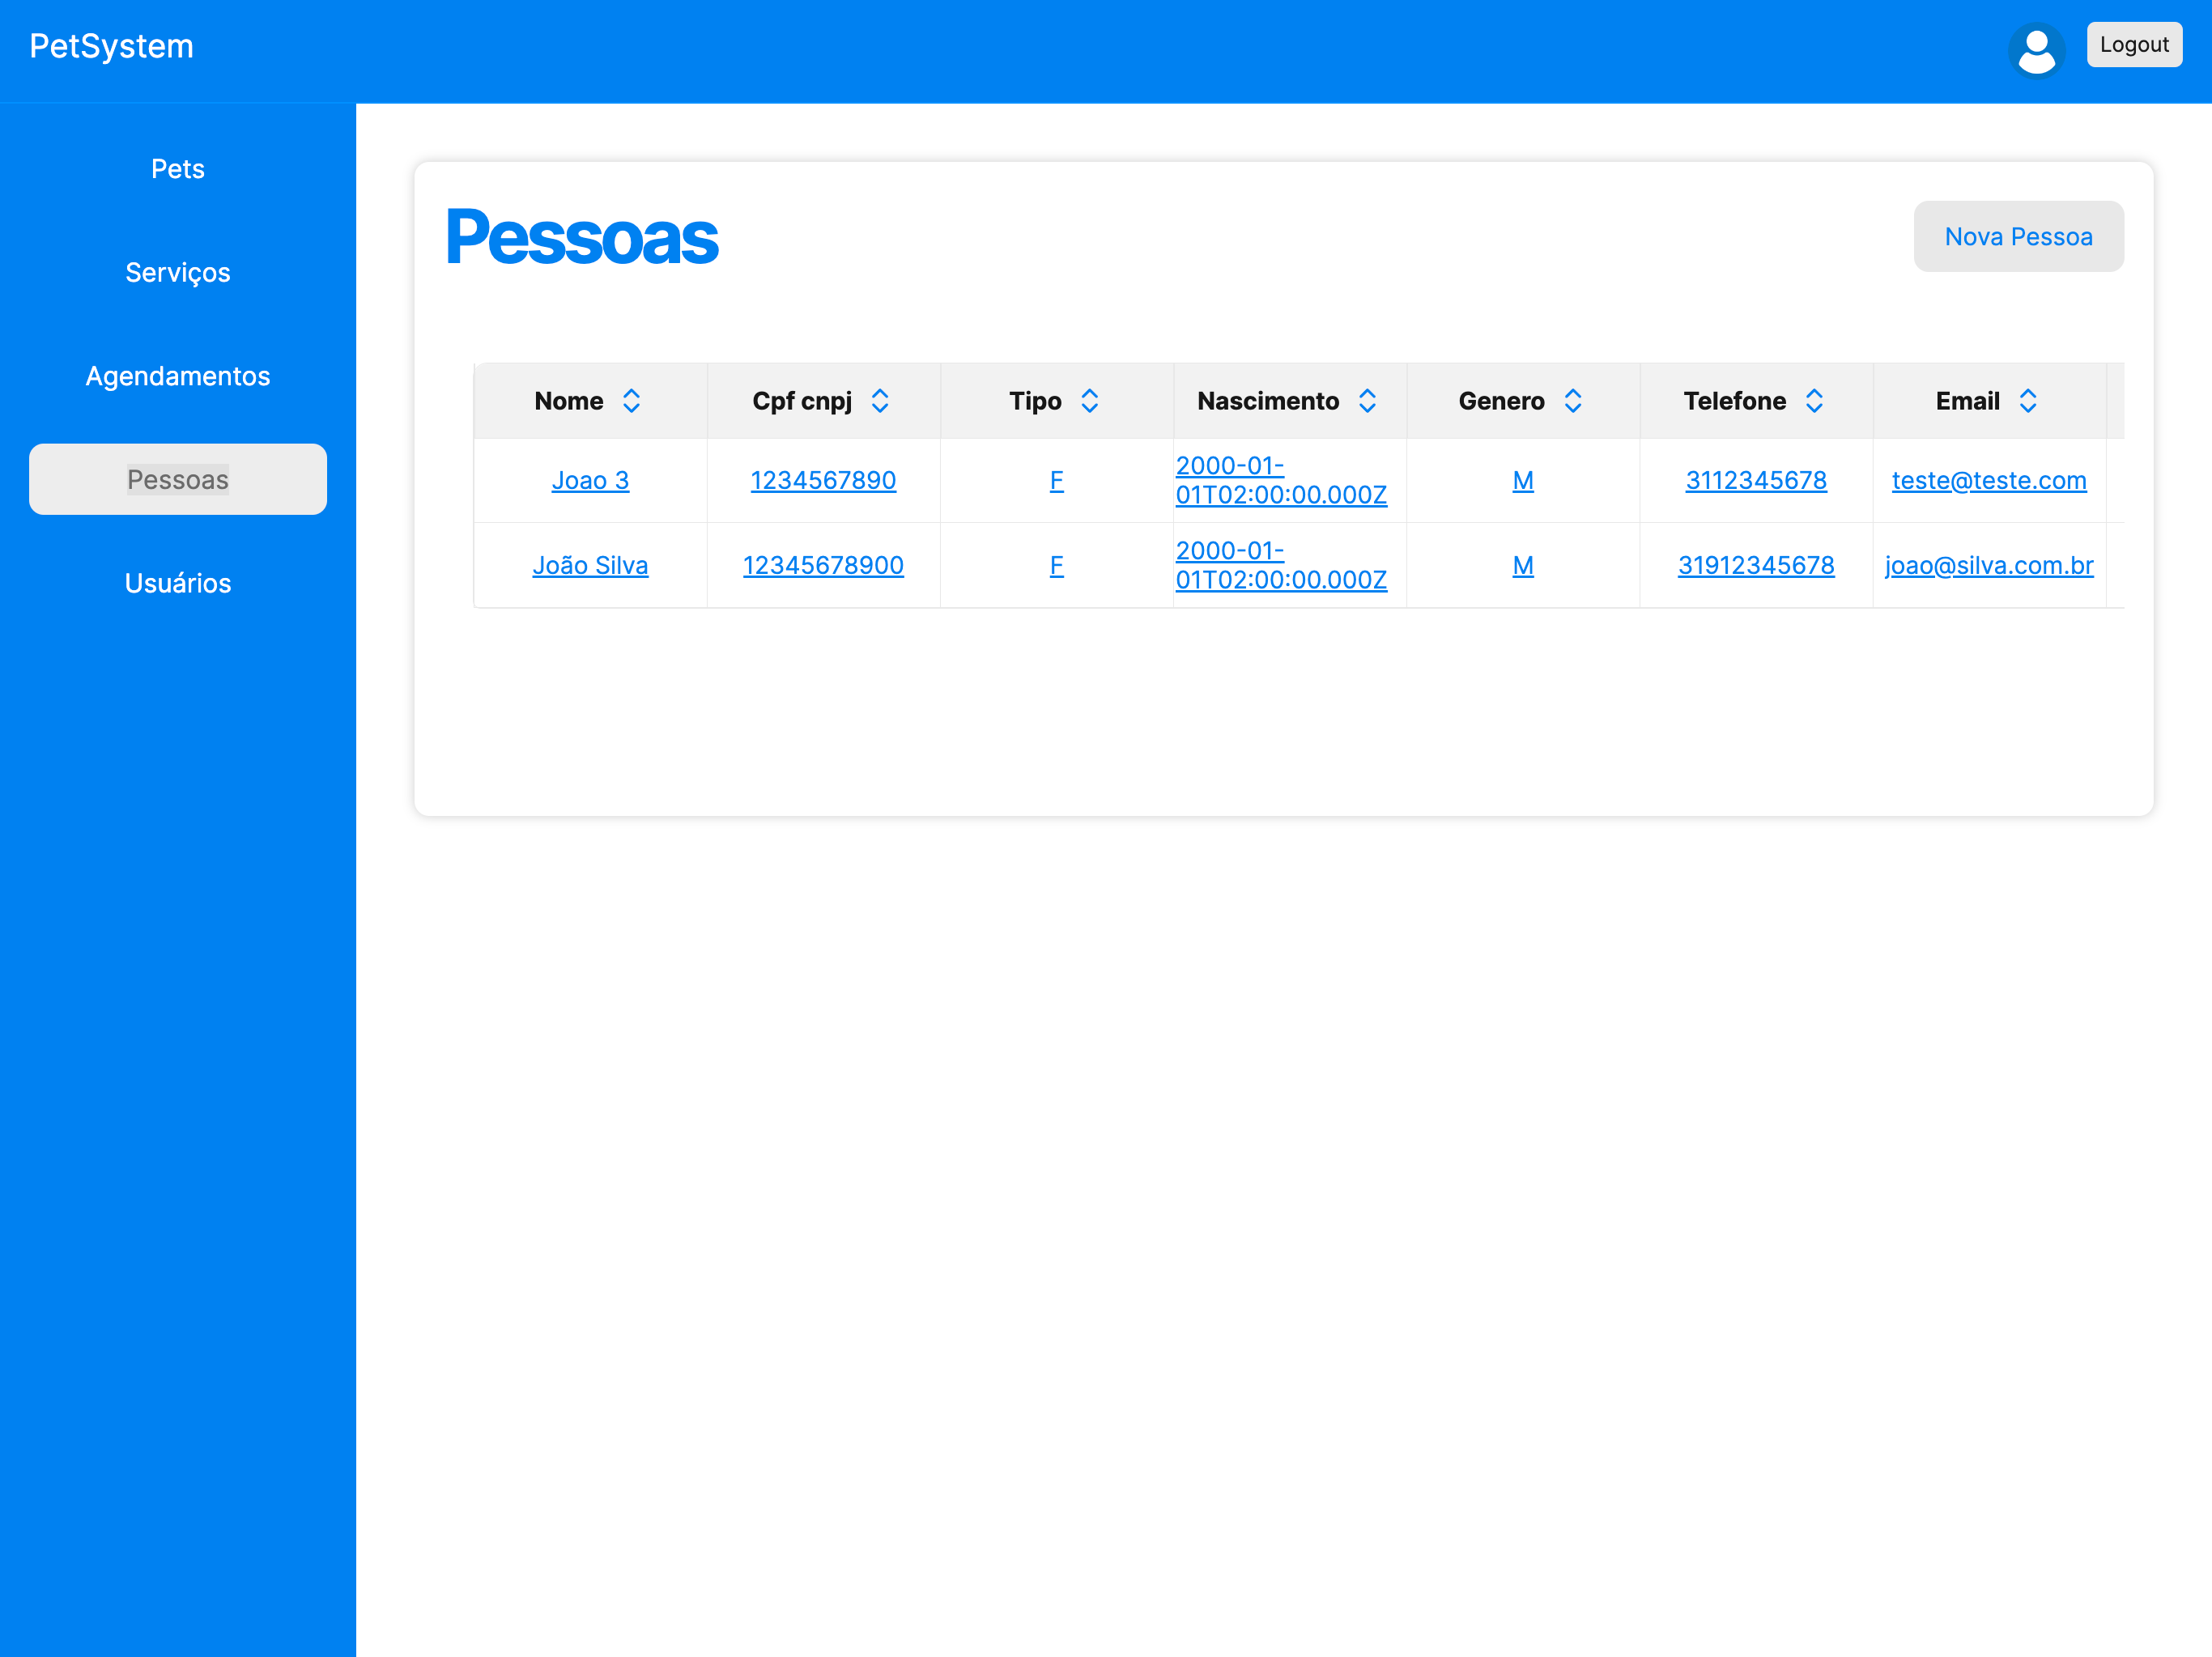 PetSystem
Logout
Pets
Serviços
Agendamentos
Pessoas
Usuários
Pessoas
Nova Pessoa
Nome Cpf cnpj Tipo Nascimento Genero Telefone Email
Joao 3 1234567890 F 2000-01-01T02:00:00.000Z M 3112345678 teste@teste.com
João Silva 12345678900 F 2000-01-01T02:00:00.000Z M 31912345678 joao@silva.com.br